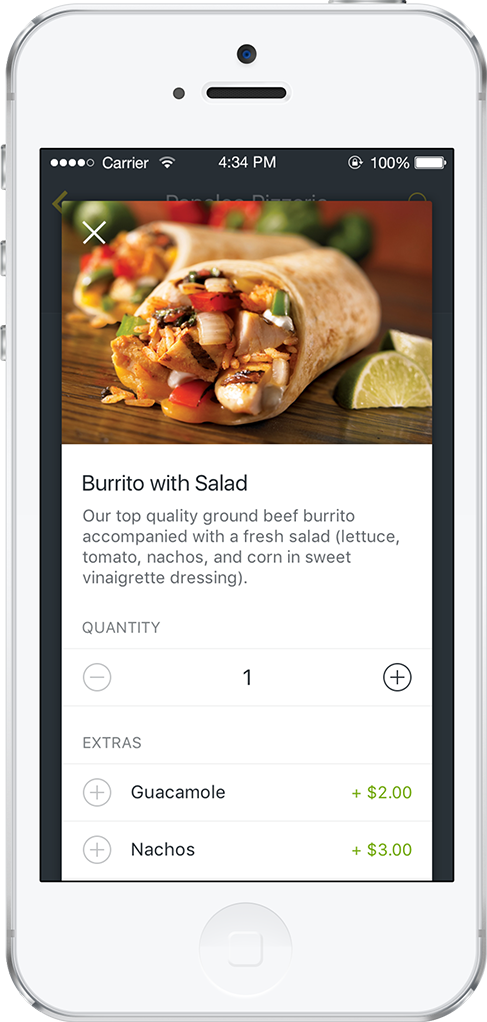 Carrier 4:34 PM 100%
Burrito with Salad
Our top quality ground beef burrito
accompanied with a fresh salad (lettuce,
tomato, nachos, and corn in sweet
vinaigrette dressing).
QUANTITY
1
EXTRAS
Guacamole + $2.00
Nachos + $3.00